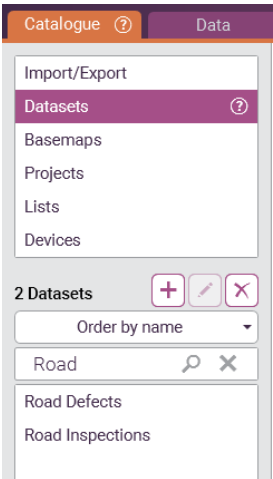 Catalogue ? Data
Import/Export
Datasets ?
Basemaps
Projects
Lists
Devices
2 Datasets
Order by name
Road
Road Defects
Road Inspections